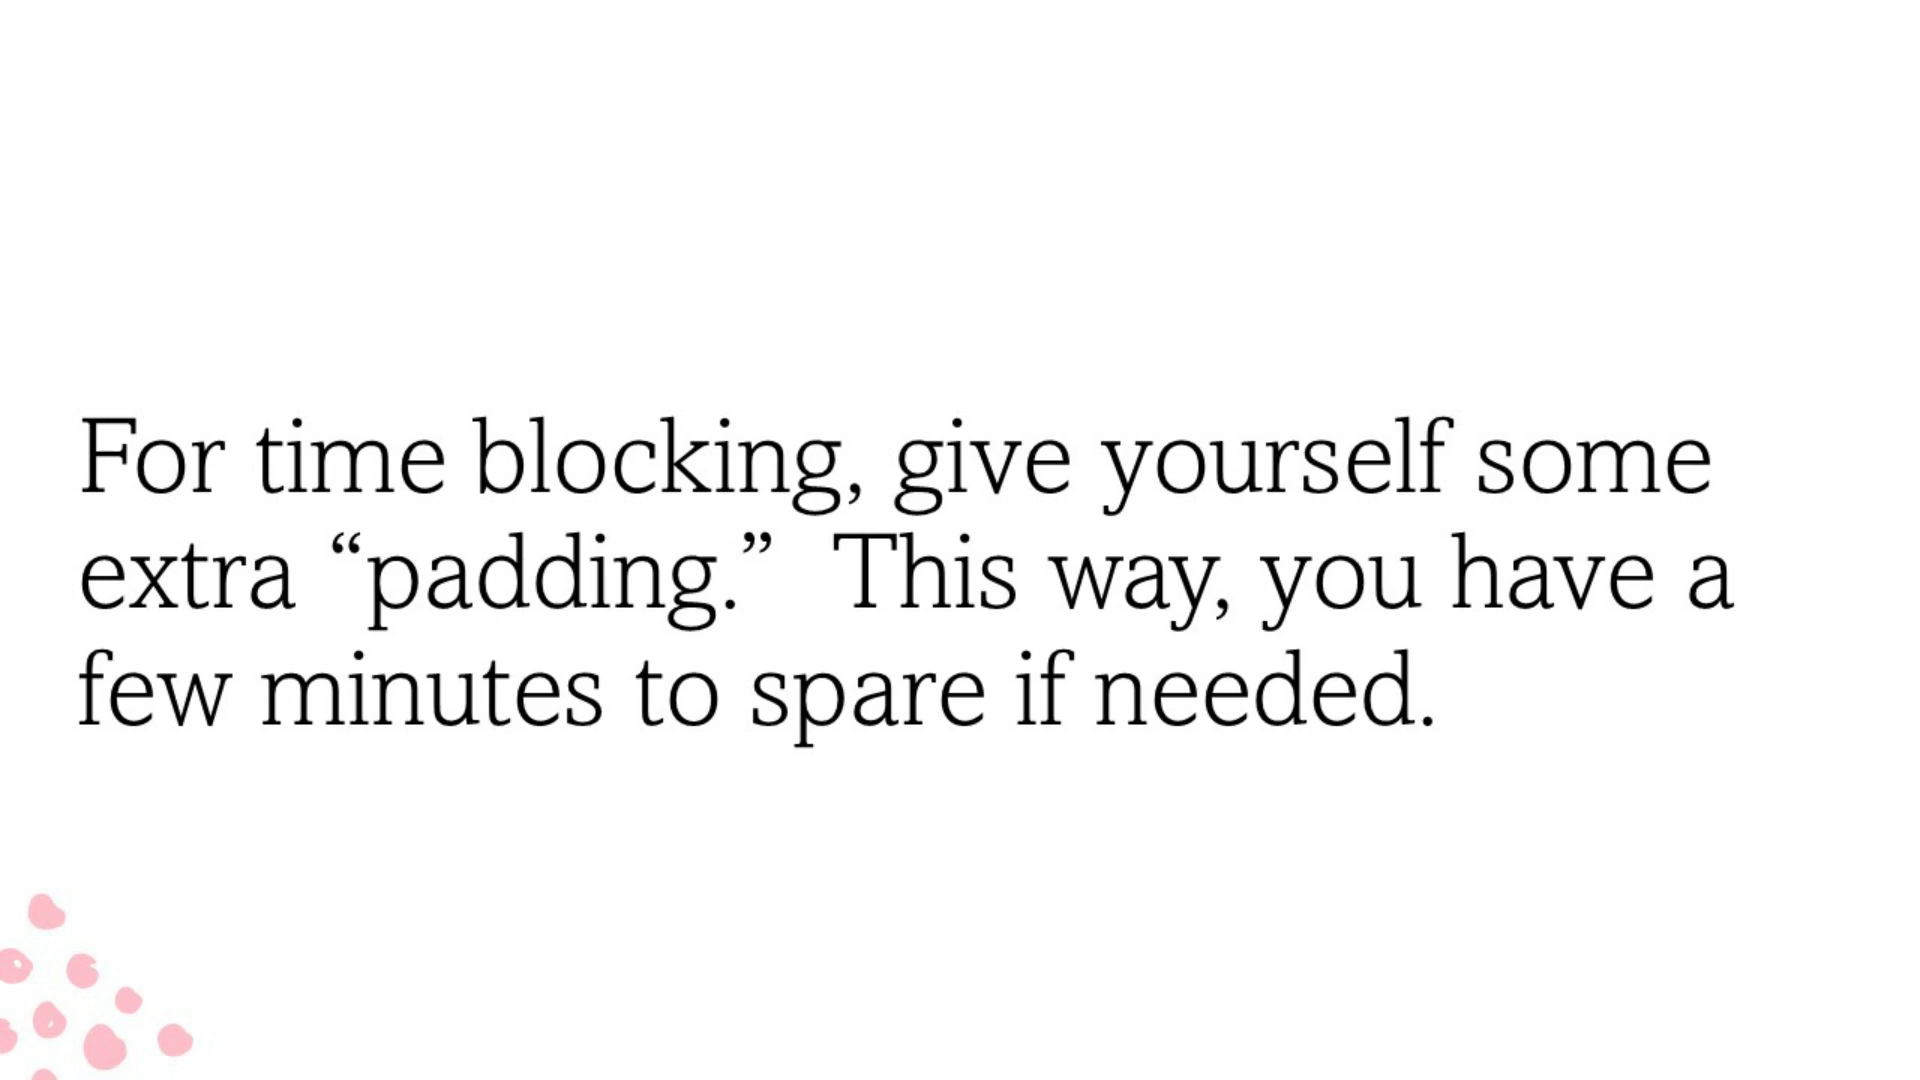 For time blocking, give yourself some
extra “padding.”  This way, you have a
few minutes to spare if needed.